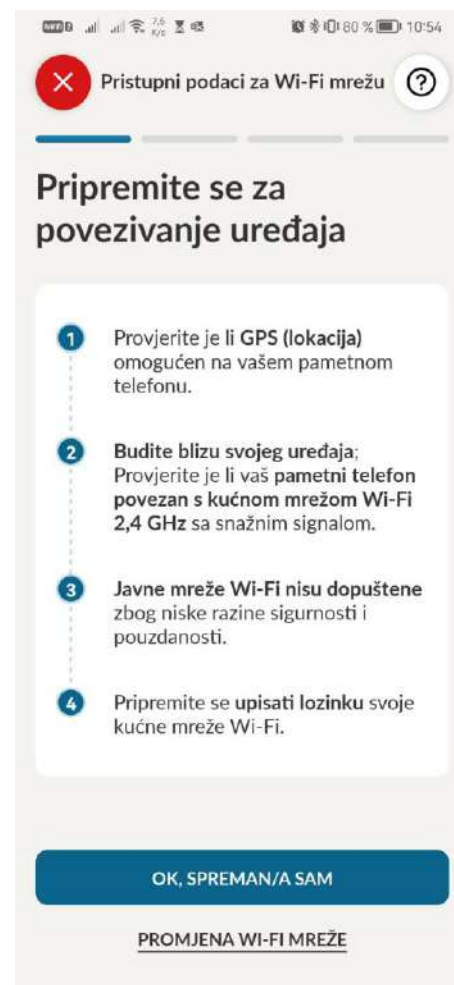 7,6
K/s
80 %
10:54
Pristupni podaci za Wi-Fi mrežu
?
Pripremite se za
povezivanje uređaja
1
Provjerite je li GPS (lokacija)
omogućen na vašem pametnom
telefonu.
2
Budite blizu svojeg uređaja;
Provjerite je li vaš pametni telefon
povezan s kućnom mrežom Wi-Fi
2,4 GHz sa snažnim signalom.
3
Javne mreže Wi-Fi nisu dopuštene
zbog niske razine sigurnosti i
pouzdanosti.
4
Pripremite se upisati lozinku svoje
kućne mreže Wi-Fi.
OK, SPREMAN/A SAM
PROMJENA WI-FI MREŽE